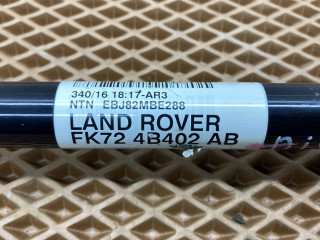 340/16 18:17-AR3
NTN EBJ82MBE288
LAND ROVER
FK72 4B402 AB